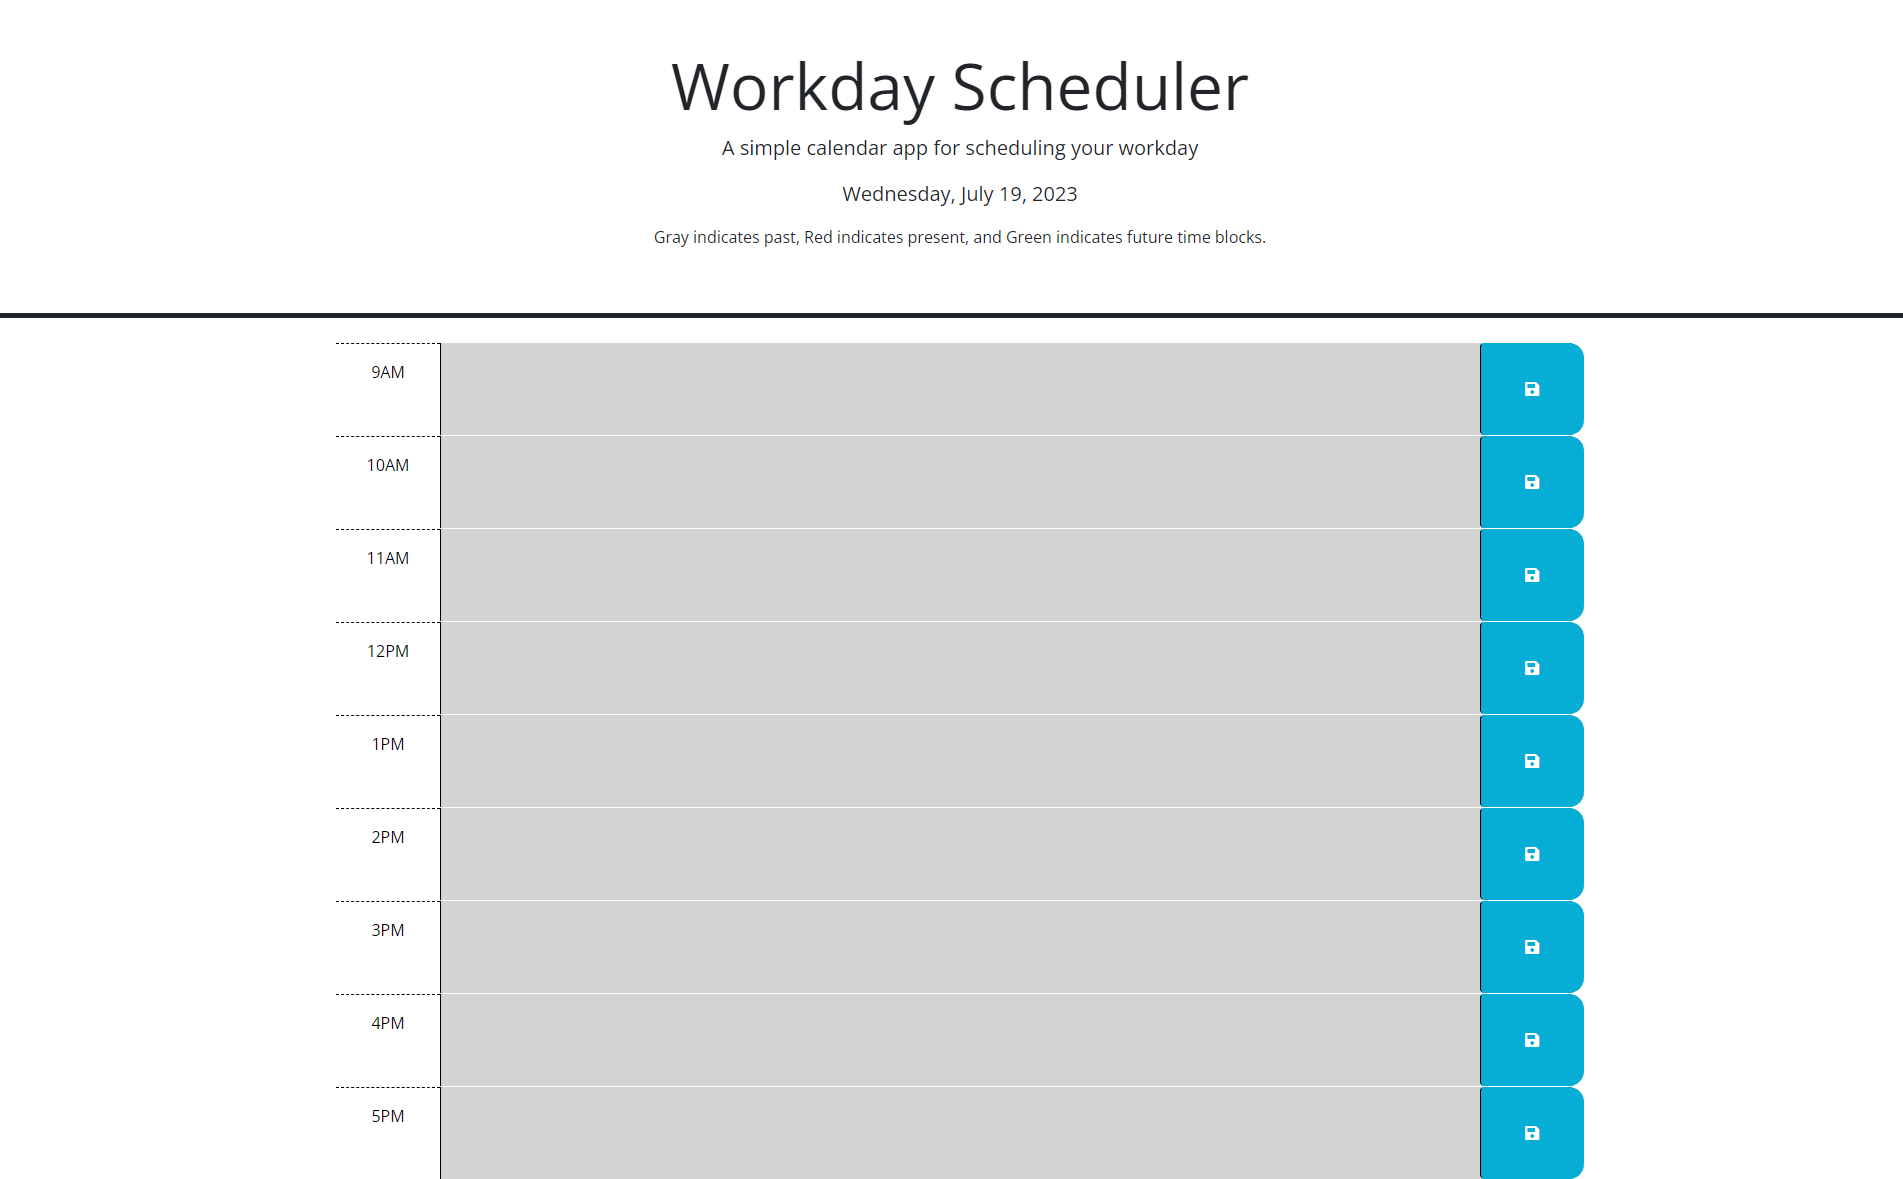 Workday Scheduler
A simple calendar app for scheduling your workday
Wednesday, July 19, 2023
Gray indicates past, Red indicates present, and Green indicates future time blocks.
9AM
10AM
11AM
12PM
1PM
2PM
3PM
4PM
5PM